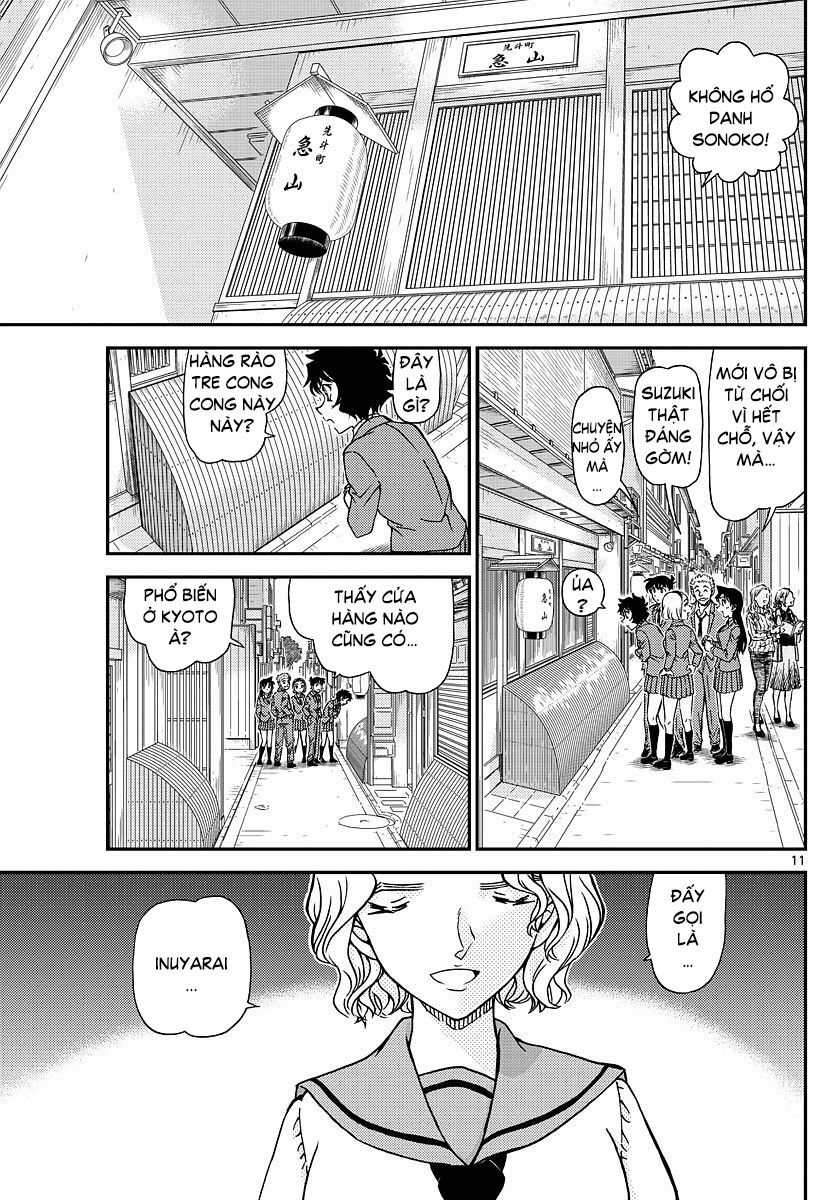 先斗町
急山
先斗町
急山
KHÔNG HỔ
DANH
SONOKO!
MỚI VÔ BỊ
TỪ CHỐI
VÌ HẾT
CHỖ, VẬY
MÀ...
SUZUKI
THẬT
ĐÁNG
GỜM!
CHUYỆN
NHỎ ẤY
MÀ
...
ỦA
?
ĐÂY
LÀ
GÌ?
HÀNG RÀO
TRE CONG
CONG NÀY
NÀY?
THẤY CỬA
HÀNG NÀO
CŨNG CÓ...
PHỔ BIẾN
Ở KYOTO
À?
11
ĐẤY
GỌI
LÀ
...
INUYARAI
...